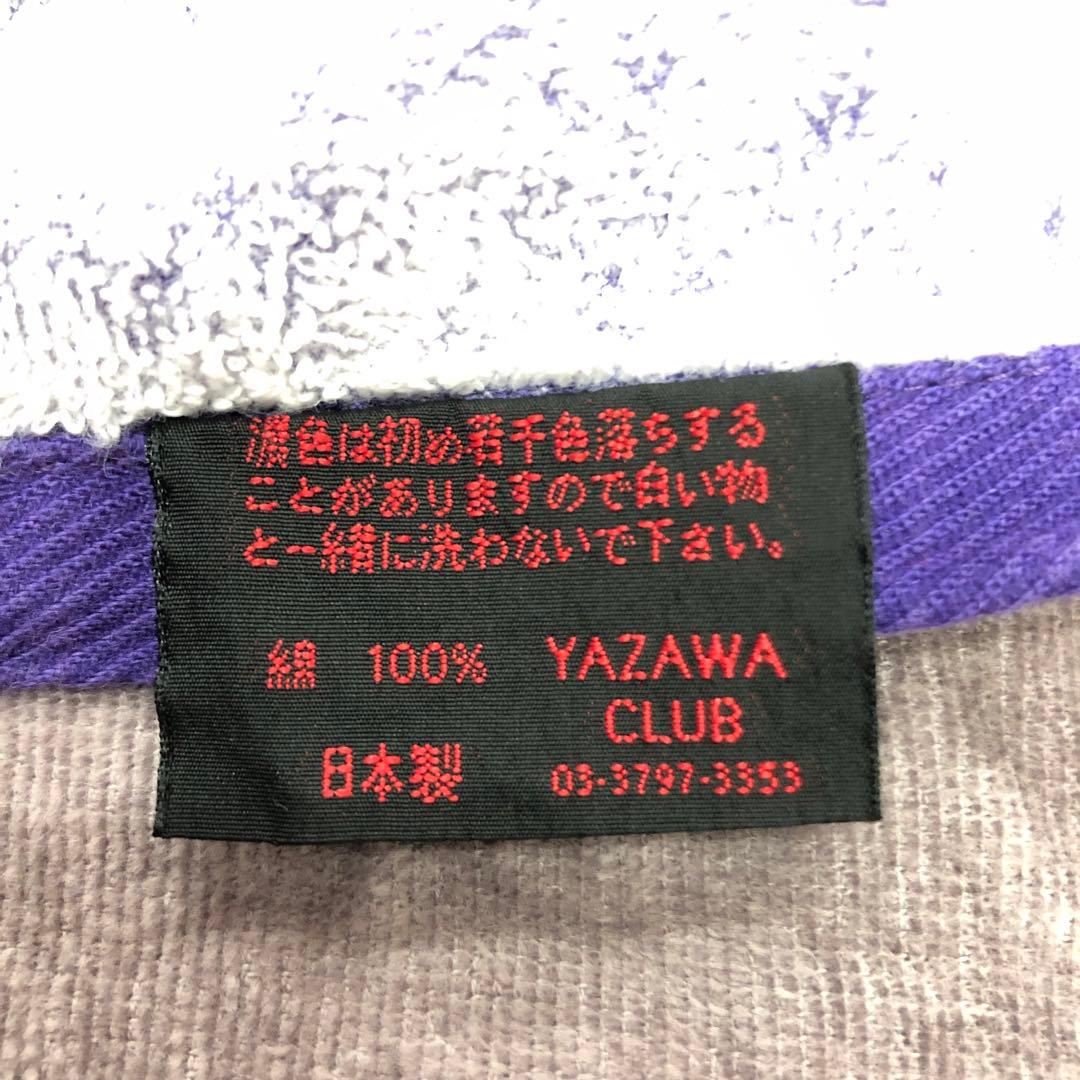 濃色は初め若干色落ちする
ことがありますので白い物
と一緒に洗わないで下さい。
綿 100%
日本製
YAZAWA
CLUB
03-3797-3353